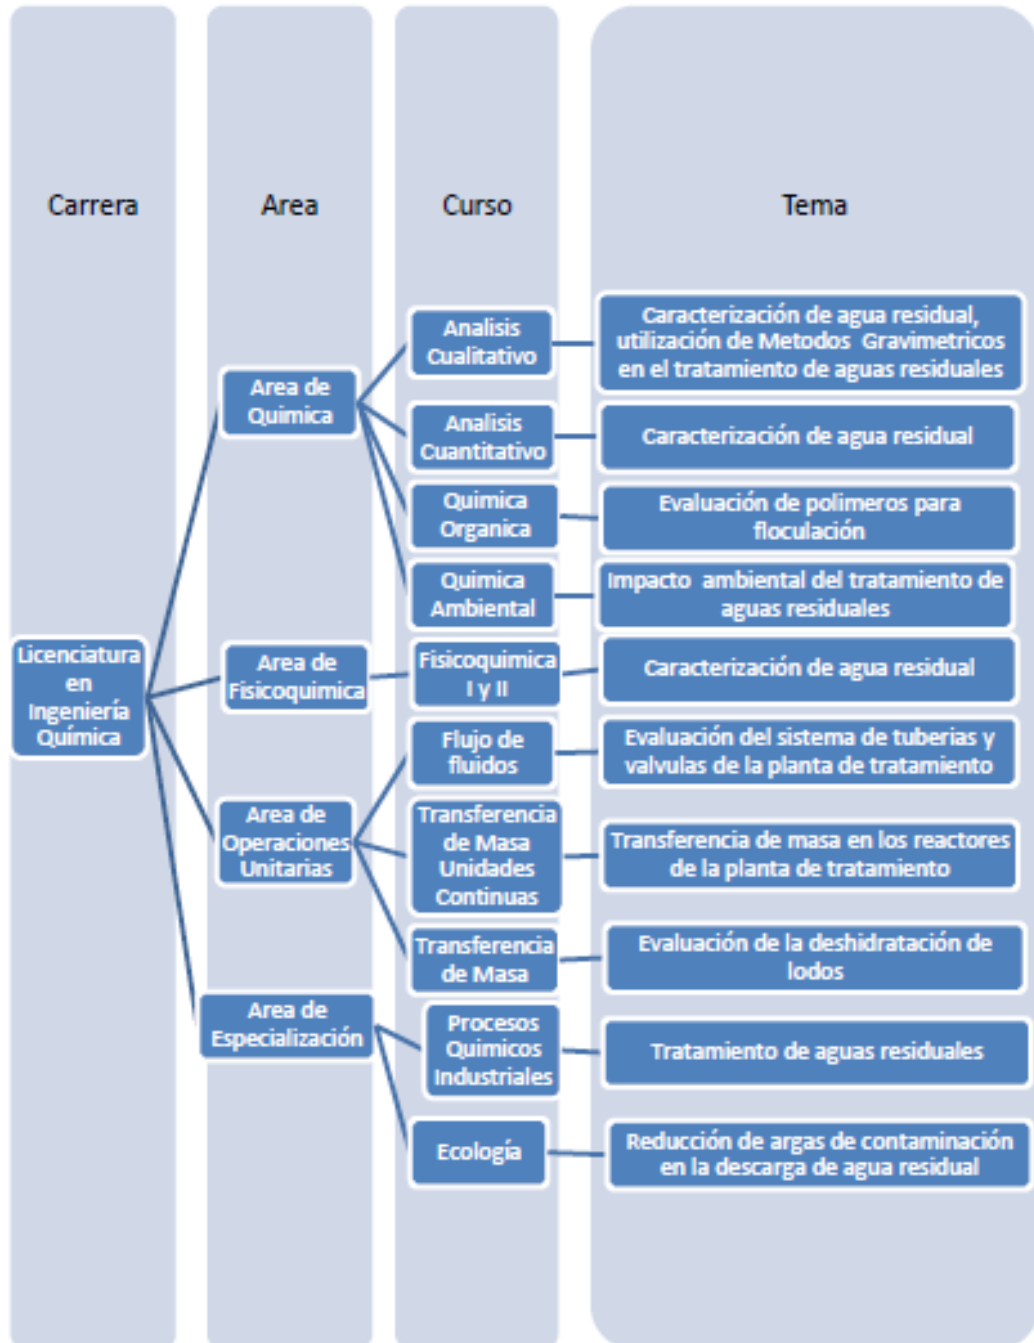 Carrera
Area
Curso
Tema
Licenciatura
en
Ingeniería
Química
Area de
Quimica
Analisis
Cualitativo
Caracterización de agua residual,
utilización de Metodos Gravimetricos
en el tratamiento de aguas residuales
Analisis
Cuantitativo
Caracterización de agua residual
Quimica
Organica
Evaluación de polimeros para
floculación
Quimica
Ambiental
Impacto ambiental del tratamiento de
aguas residuales
Area de
Fisicoquimica
Fisicoquimica
I y II
Caracterización de agua residual
Area de
Operaciones
Unitarias
Flujo de
fluidos
Evaluación del sistema de tuberias y
valvulas de la planta de tratamiento
Transferencia
de Masa
Unidades
Continuas
Transferencia de masa en los reactores
de la planta de tratamiento
Transferencia
de Masa
Evaluación de la deshidratación de
lodos
Area de
Especialización
Procesos
Quimicos
Industriales
Tratamiento de aguas residuales
Ecología
Reducción de argas de contaminación
en la descarga de agua residual